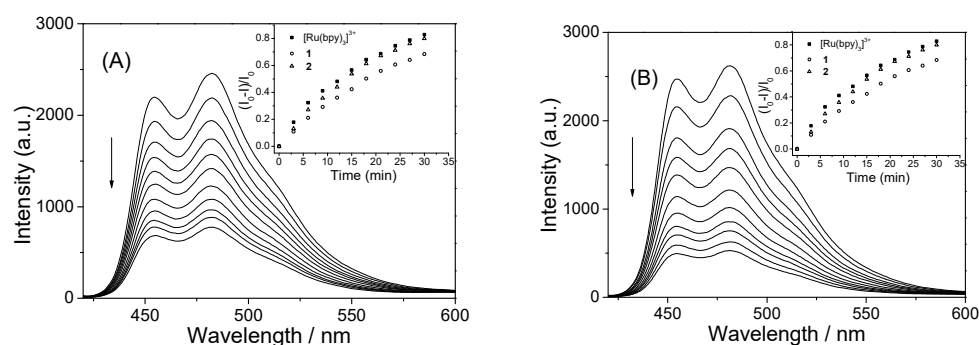 (A)
3000
2000
1000
0
Intensity (a.u.)
450
500
550
600
Wavelength / nm
[Ru(bpy)3]3+
1
2
0.8
0.6
0.4
0.2
0.0
(I0-I)/I0
0 5 10 15 20 25 30 35
Time (min)
(B)
3000
2000
1000
0
Intensity (a.u.)
450
500
550
600
Wavelength / nm
[Ru(bpy)3]3+
1
2
0.8
0.6
0.4
0.2
0.0
(I0-I)/I0
0 5 10 15 20 25 30 35
Time (min)